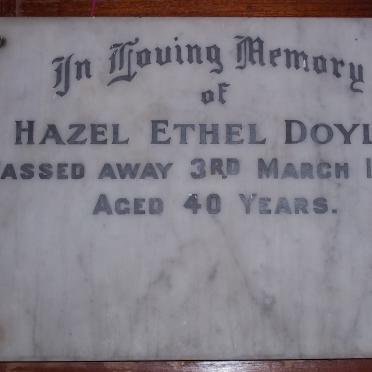 In Loving Memory
of
HAZEL ETHEL DOYL
ASSED AWAY 3RD MARCH 1
AGED 40 YEARS.